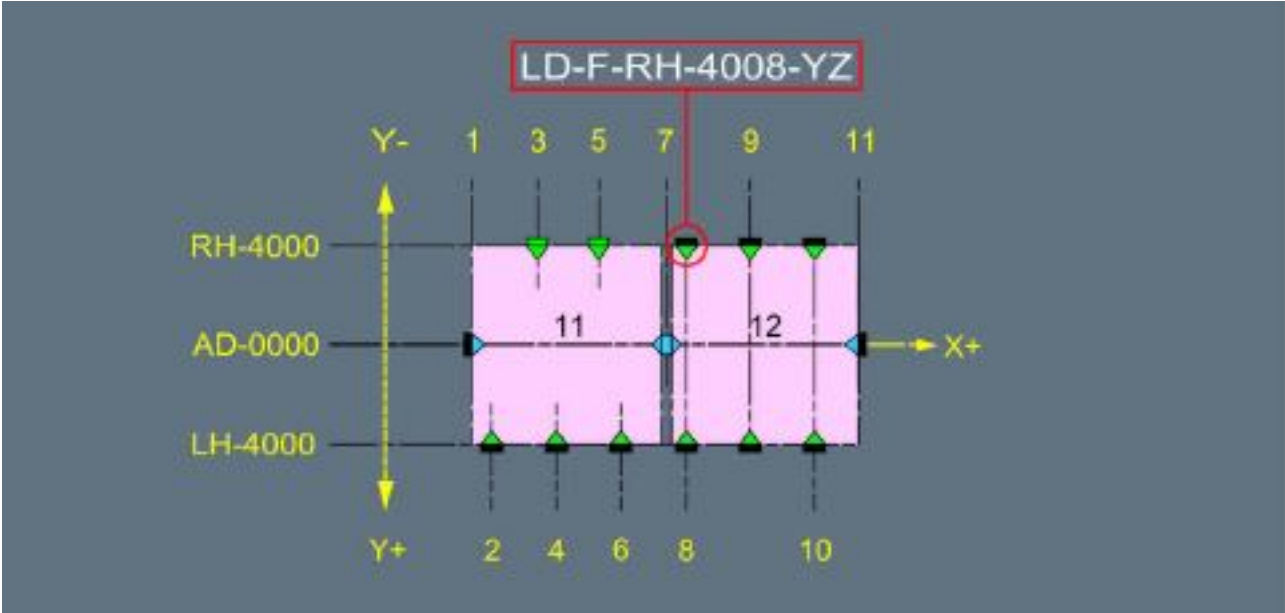 LD-F-RH-4008-YZ
Y- 1 3 5 7 9 11
RH-4000
11 12
AD-0000 X+
LH-4000
Y+ 2 4 6 8 10